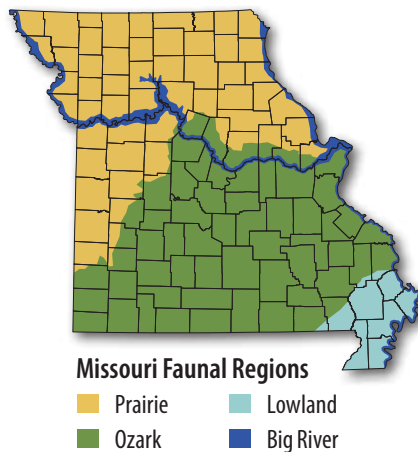 Missouri Faunal Regions
Prairie
Lowland
Ozark
Big River